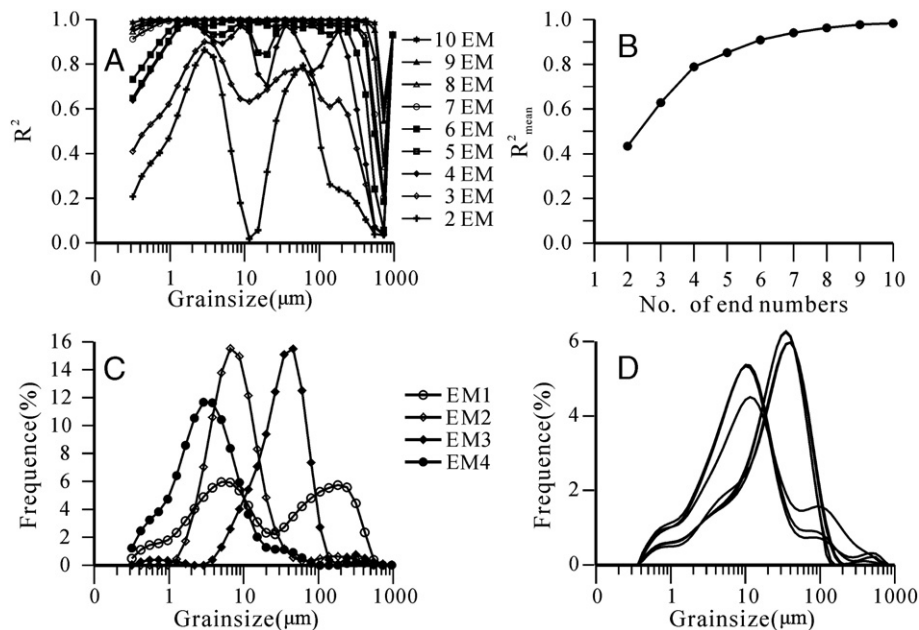 A
R²
1.0
0.8
0.6
0.4
0.2
0.0
0 1 10 100 1000
Grainsize(μm)
10 EM
9 EM
8 EM
7 EM
6 EM
5 EM
4 EM
3 EM
2 EM
B
R² mean
1.0
0.8
0.6
0.4
0.2
0.0
1 2 3 4 5 6 7 8 9 10
No. of end numbers
C
Frequence(%)
16
14
12
10
8
6
4
2
0
0 1 10 100 1000
Grainsize(μm)
EM1
EM2
EM3
EM4
D
Frequence(%)
6
4
2
0
0 1 10 100 1000
Grainsize(μm)